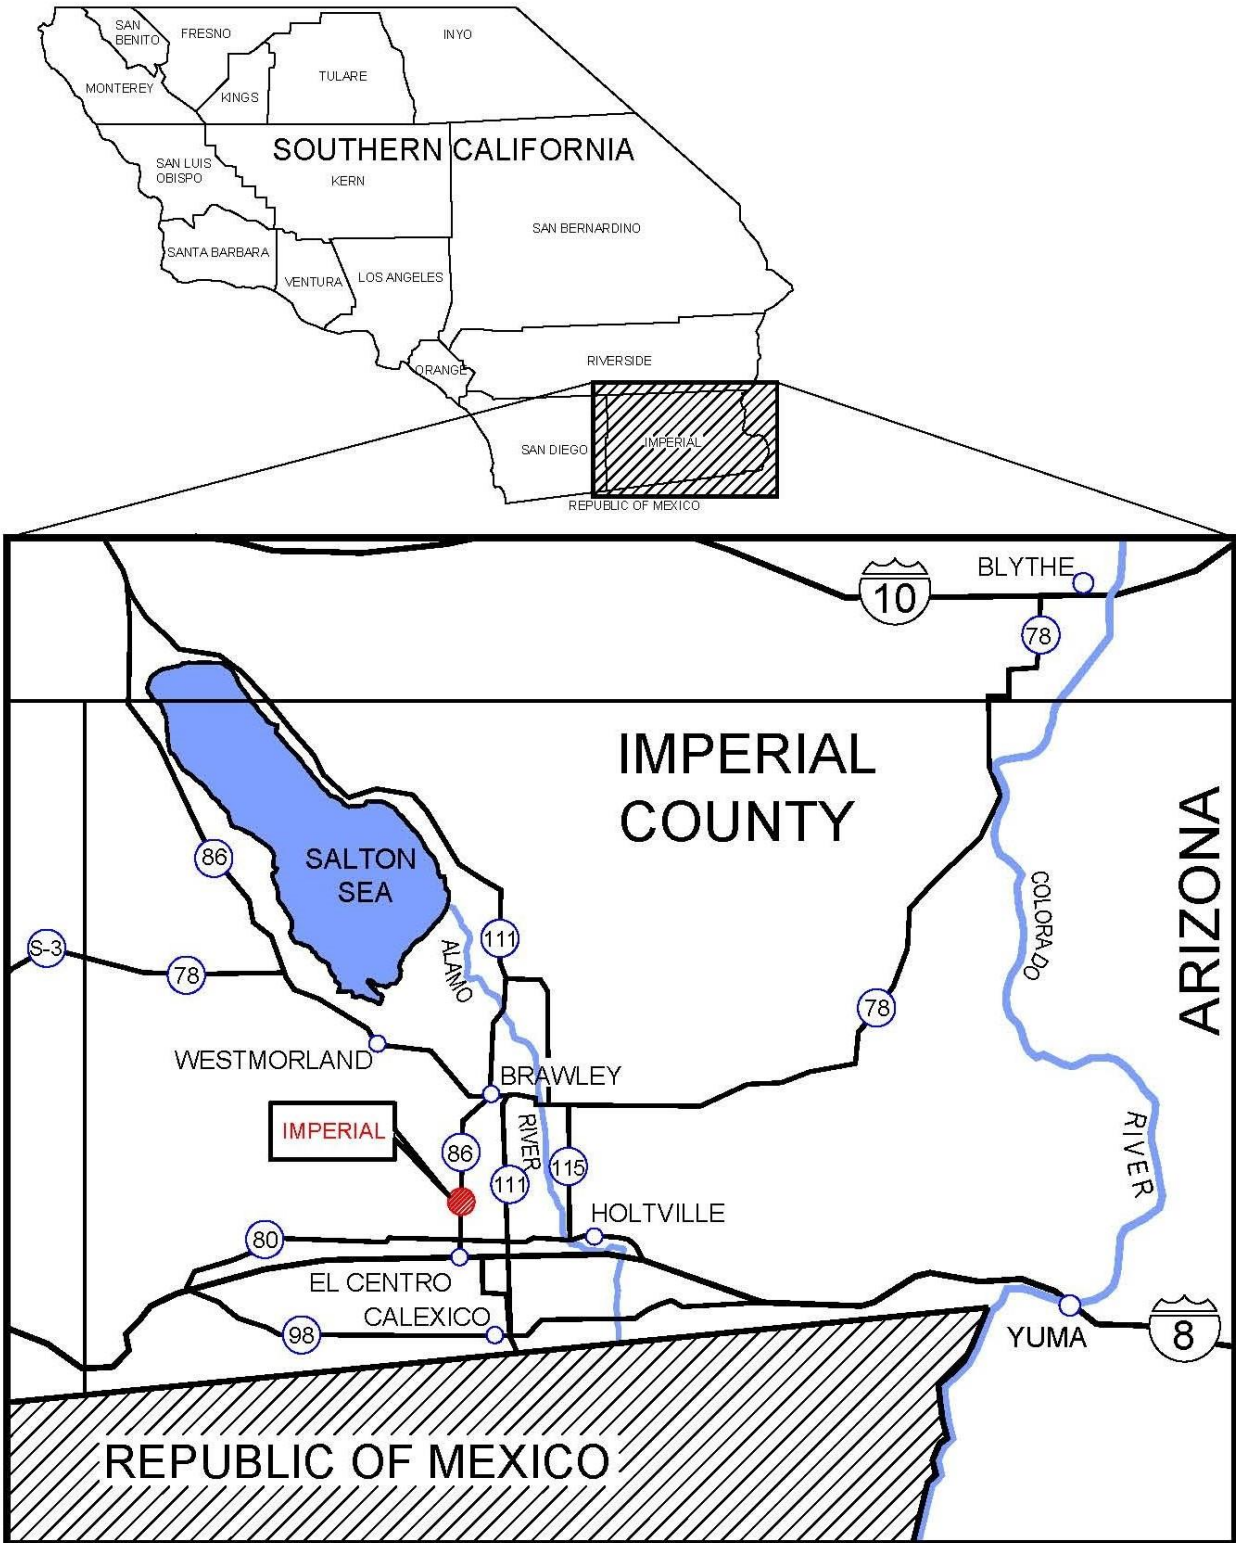 SAN
BENITO
FRESNO
INYO
MONTEREY
KINGS
TULARE
SOUTHERN CALIFORNIA
SAN LUIS
OBISPO
KERN
SAN BERNARDINO
SANTA BARBARA
VENTURA
LOS ANGELES
ORANGE
RIVERSIDE
SAN DIEGO
IMPERIAL
REPUBLIC OF MEXICO
BLYTHE
10
78
IMPERIAL
COUNTY
ARIZONA
SALTON
SEA
86
S-3
78
111
ALAMO
COLORADO
78
WESTMORLAND
BRAWLEY
IMPERIAL
86
111
RIVER
115
RIVER
HOLTVILLE
80
EL CENTRO
CALEXICO
98
YUMA
8
REPUBLIC OF MEXICO